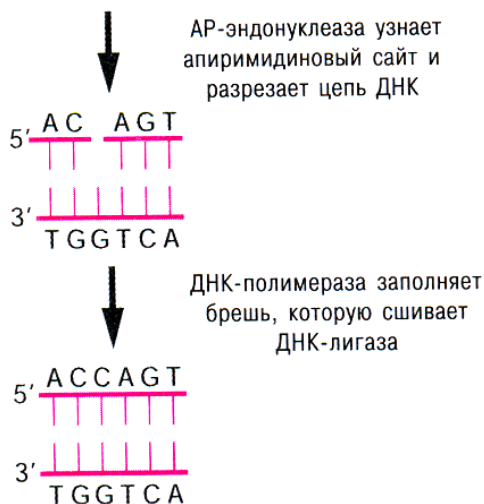 АР-эндонуклеаза узнает
апиримидиновый сайт и
разрезает цепь ДНК
A C A G T
5′
3′
T G G T C A
ДНК-полимераза заполняет
брешь, которую сшивает
ДНК-лигаза
A C C A G T
5′
3′
T G G T C A